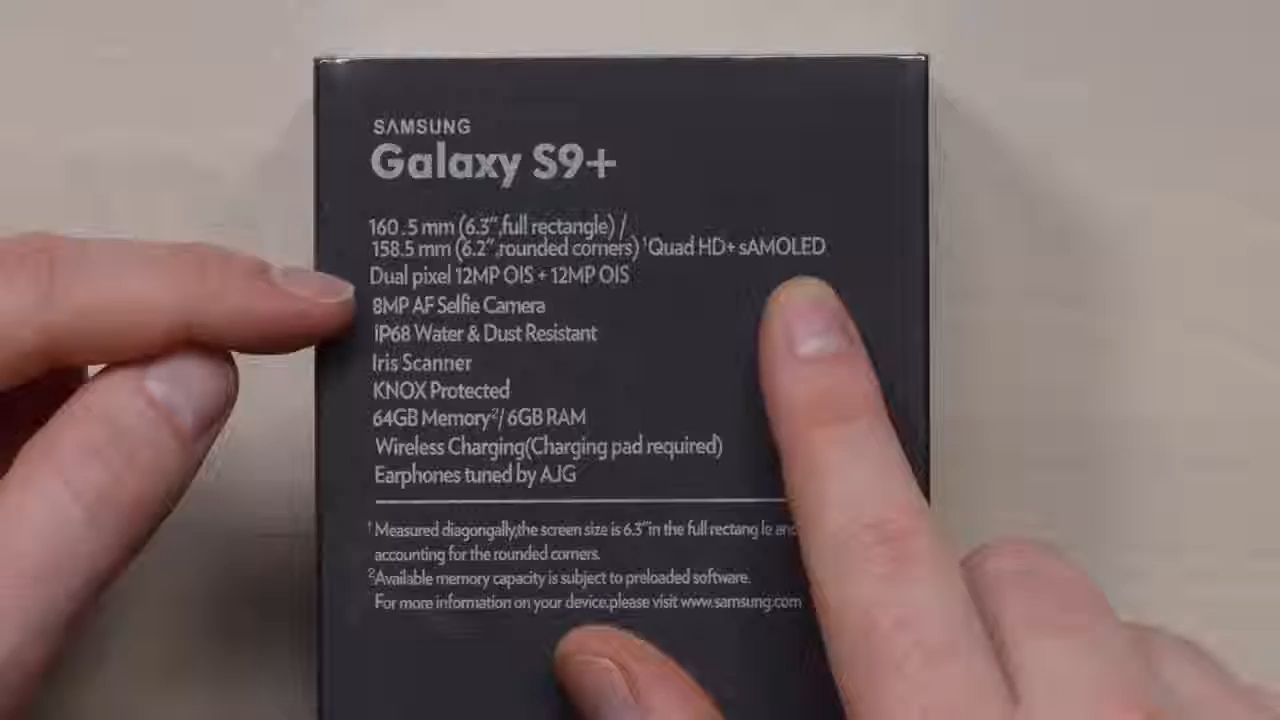 SAMSUNG
Galaxy S9+
160.5 mm (6.3",full rectangle) /
158.5 mm (6.2",rounded corners) ¹Quad HD+ sAMOLED
Dual pixel 12MP OIS + 12MP OIS
8MP AF Selfie Camera
IP68 Water & Dust Resistant
Iris Scanner
KNOX Protected
64GB Memory²/ 6GB RAM
Wireless Charging(Charging pad required)
Earphones tuned by AJG
¹ Measured diagongally,the screen size is 6.3"in the full rectang le and
accounting for the rounded corners.
²Available memory capacity is subject to preloaded software.
For more information on your device,please visit www.samsung.com